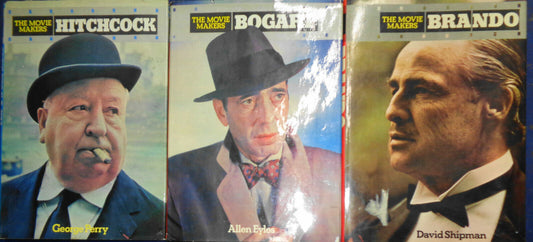 THE MOVIE
MAKERS
HITCHCOCK
George Perry
THE MOVIE
MAKERS
BOGART
Allen Eyles
THE MOVIE
MAKERS
BRANDO
David Shipman